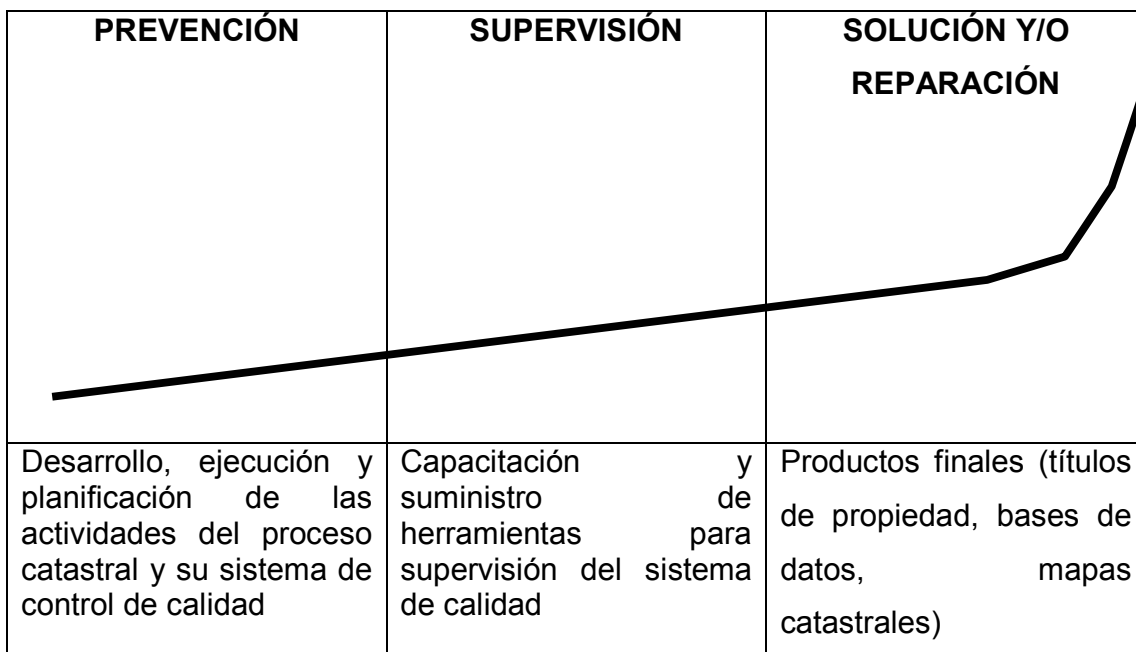 PREVENCIÓN
SUPERVISIÓN
SOLUCIÓN Y/O
REPARACIÓN
Desarrollo, ejecución y
planificación de las
actividades del proceso
catastral y su sistema de
control de calidad
Capacitación y
suministro de
herramientas para
supervisión del sistema
de calidad
Productos finales (títulos
de propiedad, bases de
datos, mapas
catastrales)